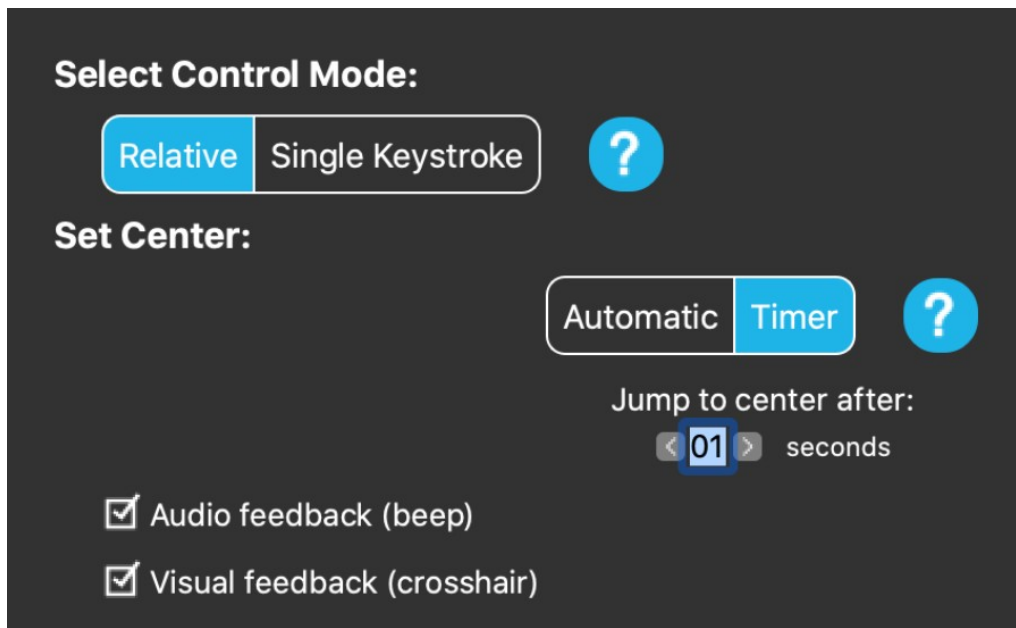 Select Control Mode:
Relative Single Keystroke ?
Set Center:
Automatic Timer ?
Jump to center after:
< 01 > seconds
Audio feedback (beep)
Visual feedback (crosshair)